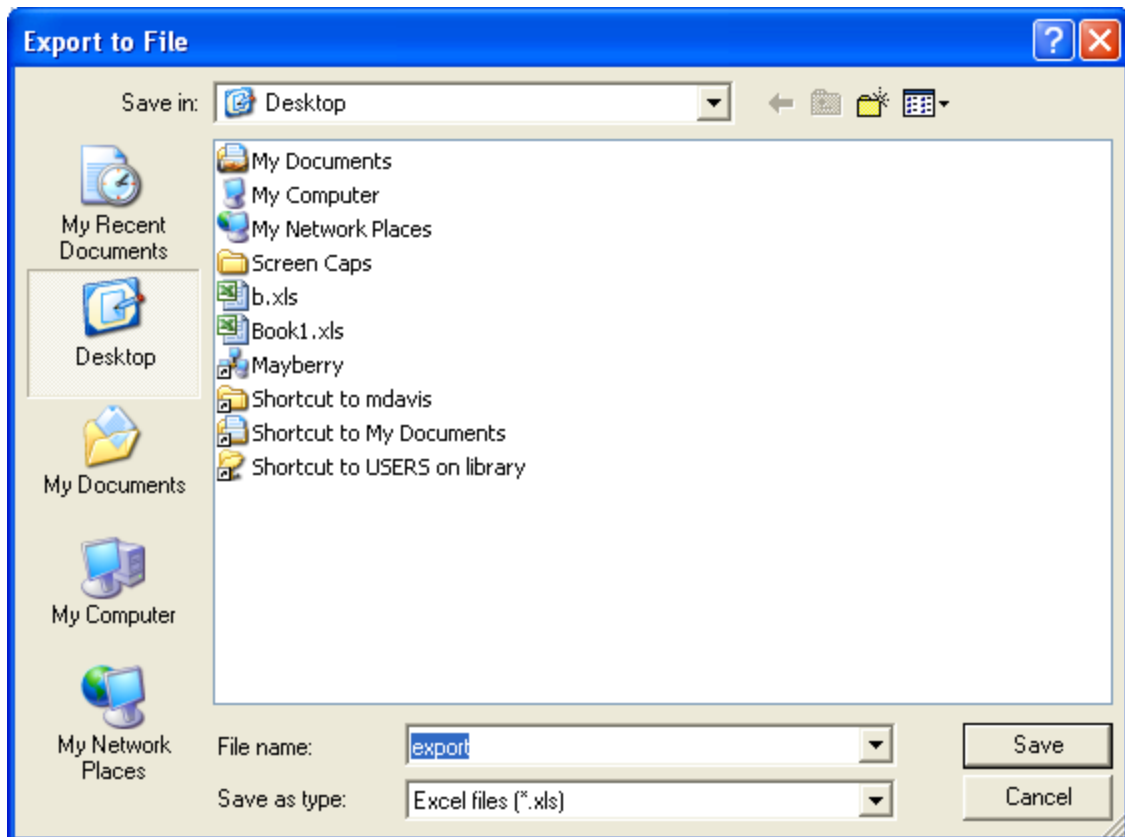 Export to File
Save in:
Desktop
My Recent
Documents
Desktop
My Documents
My Computer
My Network
Places
My Documents
My Computer
My Network Places
Screen Caps
b.xls
Book1.xls
Mayberry
Shortcut to mdavis
Shortcut to My Documents
Shortcut to USERS on library
File name:
export
Save
Save as type:
Excel files (*.xls)
Cancel